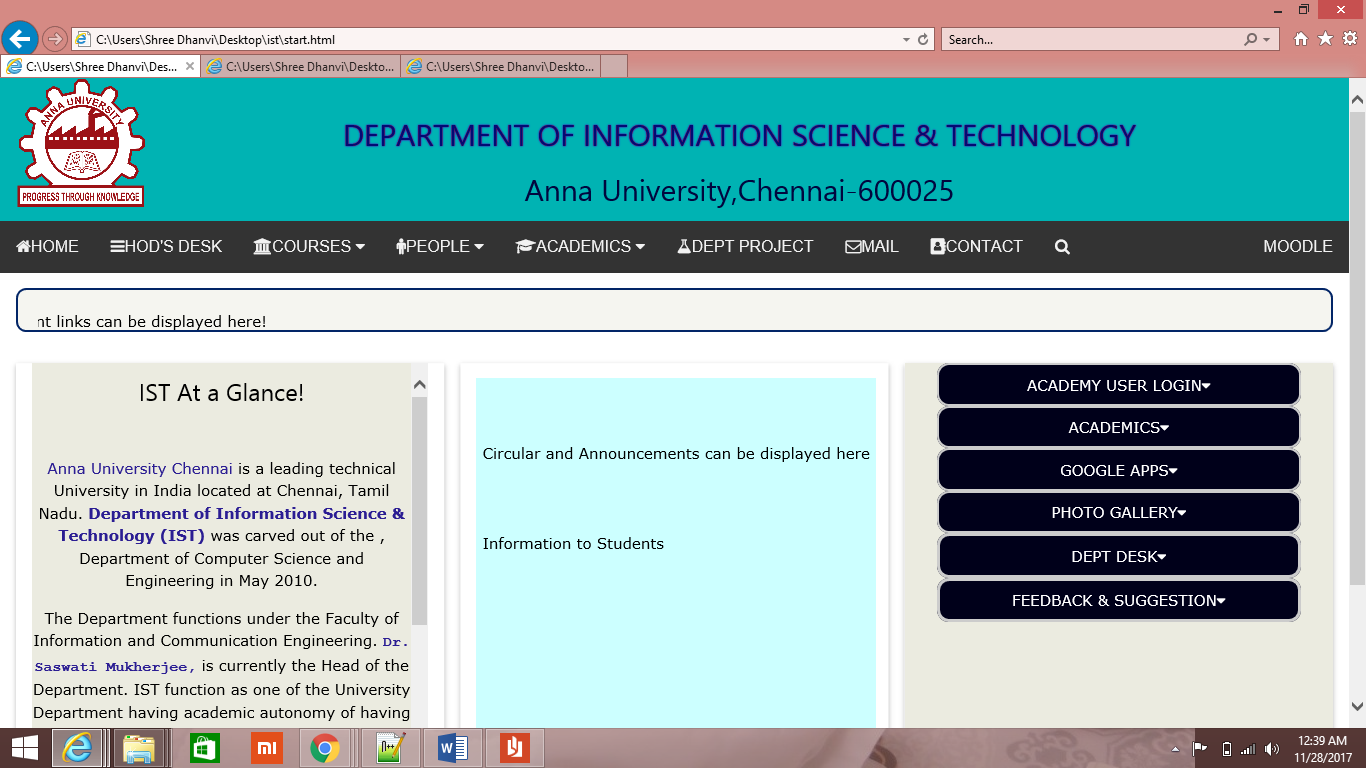 C:\Users\Shree Dhanvi\Desktop\ist\start.html
Search...
C:\Users\Shree Dhanvi\Des...
C:\Users\Shree Dhanvi\Deskto...
C:\Users\Shree Dhanvi\Deskto...
ANNA UNIVERSITY
PROGRESS THROUGH KNOWLEDGE
DEPARTMENT OF INFORMATION SCIENCE & TECHNOLOGY
Anna University,Chennai-600025
HOME HOD'S DESK COURSES PEOPLE ACADEMICS DEPT PROJECT MAIL CONTACT MOODLE
nt links can be displayed here!
IST At a Glance!
Anna University Chennai is a leading technical
University in India located at Chennai, Tamil
Nadu. Department of Information Science &
Technology (IST) was carved out of the ,
Department of Computer Science and
Engineering in May 2010.
The Department functions under the Faculty of
Information and Communication Engineering. Dr.
Saswati Mukherjee, is currently the Head of the
Department. IST function as one of the University
Department having academic autonomy of having
Circular and Announcements can be displayed here
Information to Students
ACADEMY USER LOGIN
ACADEMICS
GOOGLE APPS
PHOTO GALLERY
DEPT DESK
FEEDBACK & SUGGESTION
12:39 AM
11/28/2017